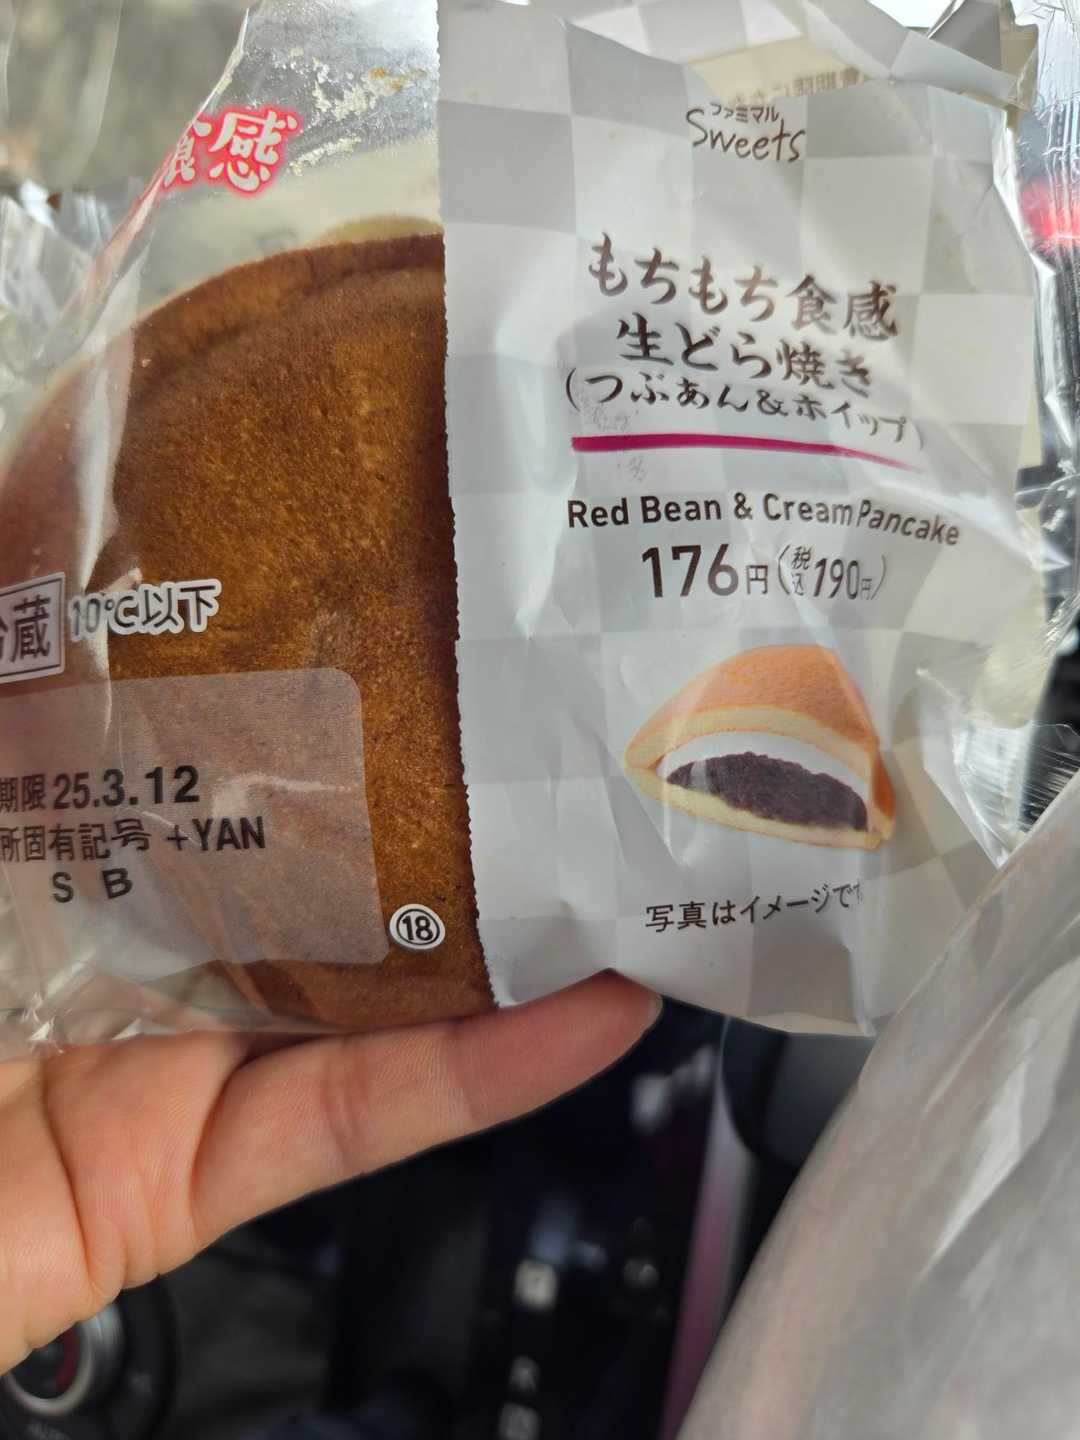 食感
ファミマル
Sweets
もちもち食感
生どら焼き
(つぶあん&ホイップ)
Red Bean & Cream Pancake
176円(税込190円)
冷蔵 10℃以下
期限 25.3.12
所固有記号 +YAN
S B
⑱
写真はイメージです